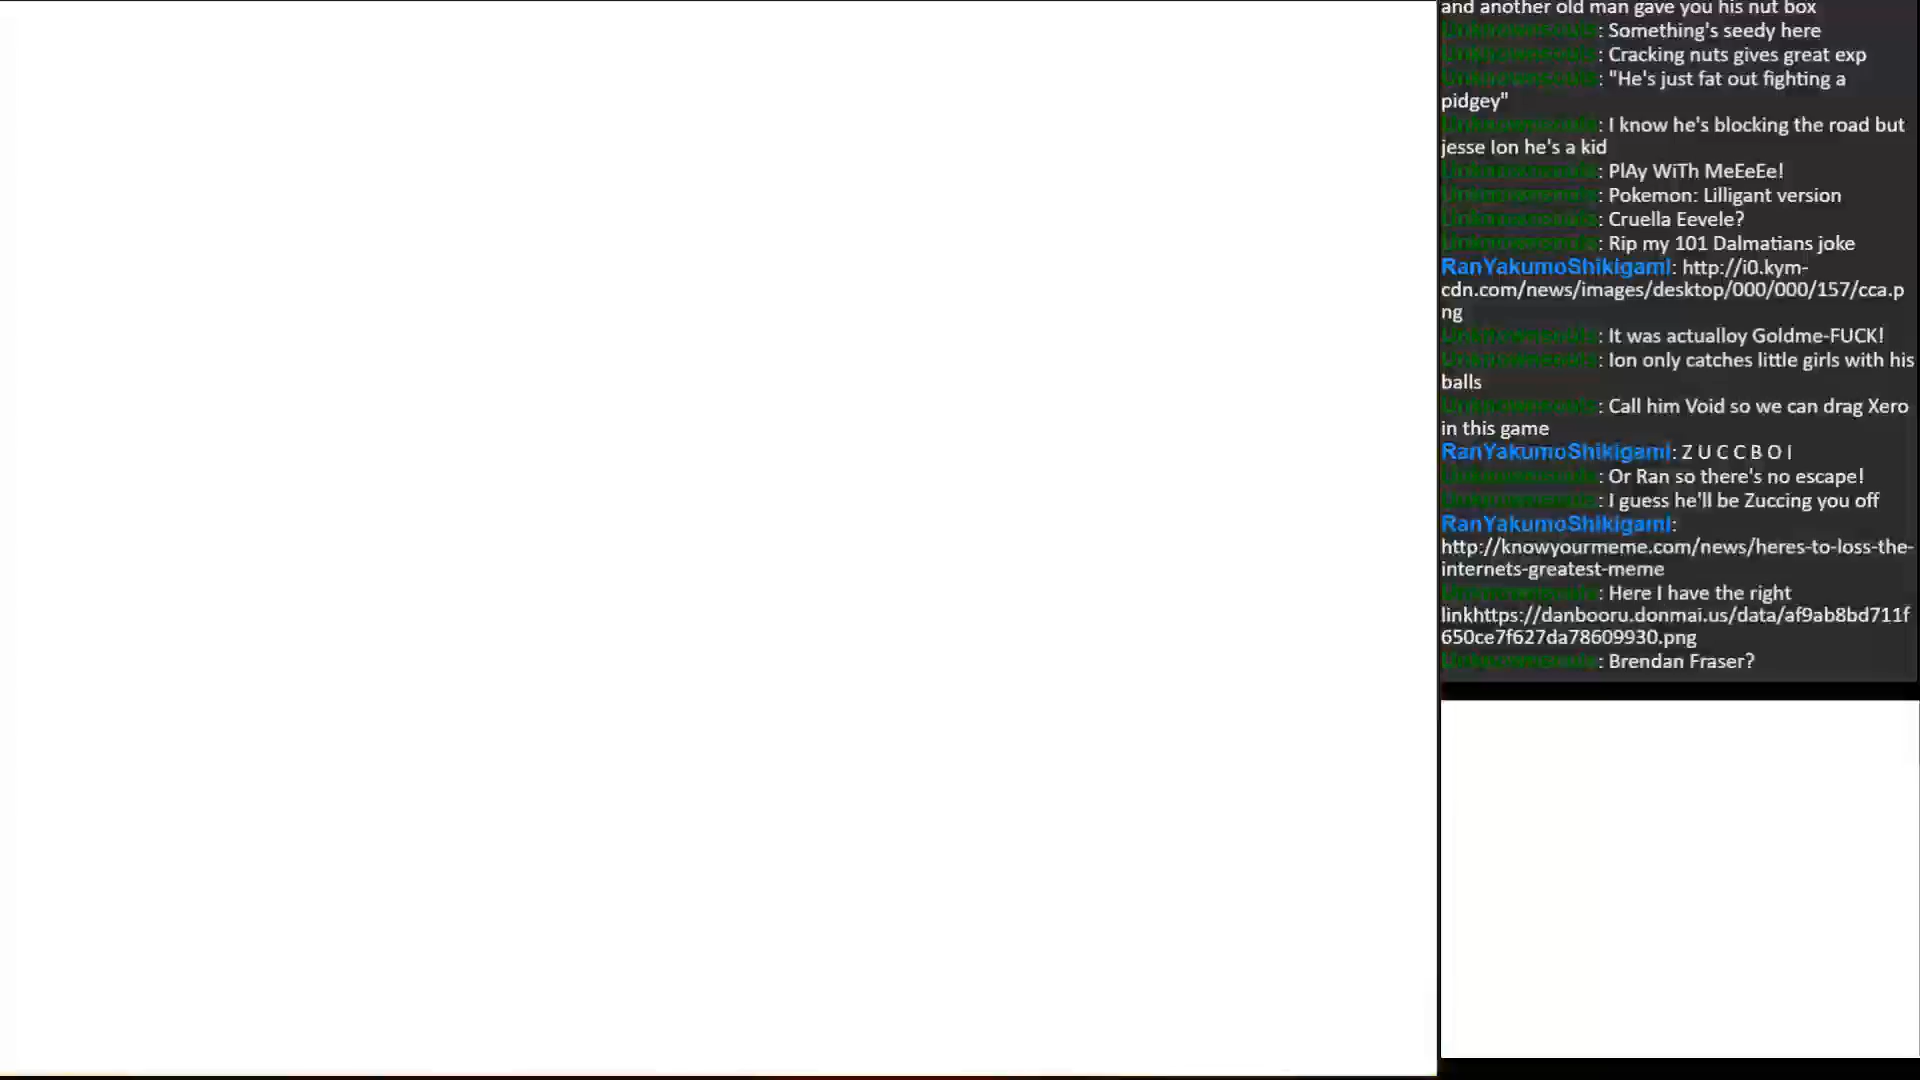 and another old man gave you his nut box
: Something's seedy here
: Cracking nuts gives great exp
: "He's just fat out fighting a
pidgey"
: I know he's blocking the road but
jesse Ion he's a kid
: PlAy WiTh MeEeEe!
: Pokemon: Lilligant version
: Cruella Eevele?
: Rip my 101 Dalmatians joke
RanYakumoShikigami: http://i0.kym-
cdn.com/news/images/desktop/000/000/157/cca.p
ng
: It was actualloy Goldme-FUCK!
: Ion only catches little girls with his
balls
: Call him Void so we can drag Xero
in this game
RanYakumoShikigami: Z U C C B O I
: Or Ran so there's no escape!
: I guess he'll be Zuccing you off
RanYakumoShikigami:
http://knowyourmeme.com/news/heres-to-loss-the-
internets-greatest-meme
: Here I have the right
linkhttps://danbooru.donmai.us/data/af9ab8bd711f
650ce7f627da78609930.png
: Brendan Fraser?